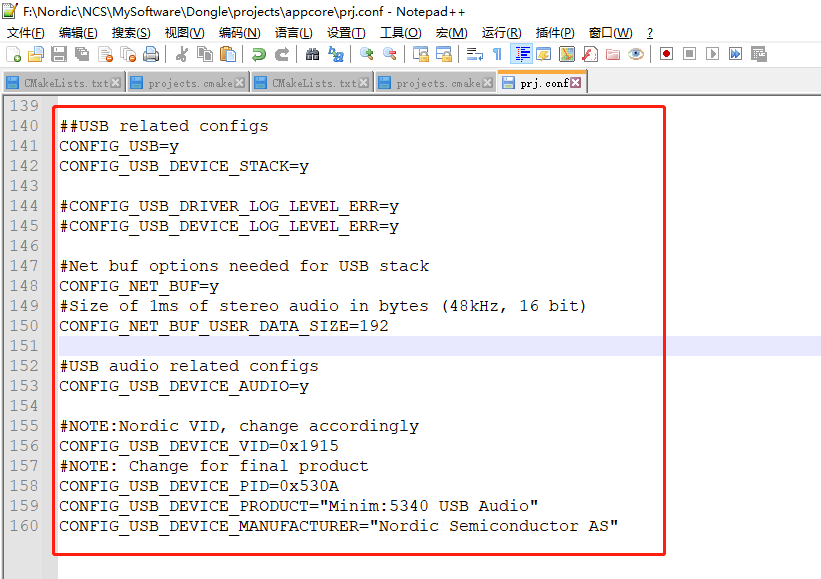 F:\Nordic\NCS\MySoftware\Dongle\projects\appcore\prj.conf - Notepad++
文件(F) 编辑(E) 搜索(S) 视图(V) 编码(N) 语言(L) 设置(T) 工具(O) 宏(M) 运行(R) 插件(P) 窗口(W) ?
CMakeLists.txt projects.cmake CMakeLists.txt projects.cmake prj.conf
139
140 ##USB related configs
141 CONFIG_USB=y
142 CONFIG_USB_DEVICE_STACK=y
143
144 #CONFIG_USB_DRIVER_LOG_LEVEL_ERR=y
145 #CONFIG_USB_DEVICE_LOG_LEVEL_ERR=y
146
147 #Net buf options needed for USB stack
148 CONFIG_NET_BUF=y
149 #Size of 1ms of stereo audio in bytes (48kHz, 16 bit)
150 CONFIG_NET_BUF_USER_DATA_SIZE=192
151
152 #USB audio related configs
153 CONFIG_USB_DEVICE_AUDIO=y
154
155 #NOTE:Nordic VID, change accordingly
156 CONFIG_USB_DEVICE_VID=0x1915
157 #NOTE: Change for final product
158 CONFIG_USB_DEVICE_PID=0x530A
159 CONFIG_USB_DEVICE_PRODUCT="Minim:5340 USB Audio"
160 CONFIG_USB_DEVICE_MANUFACTURER="Nordic Semiconductor AS"